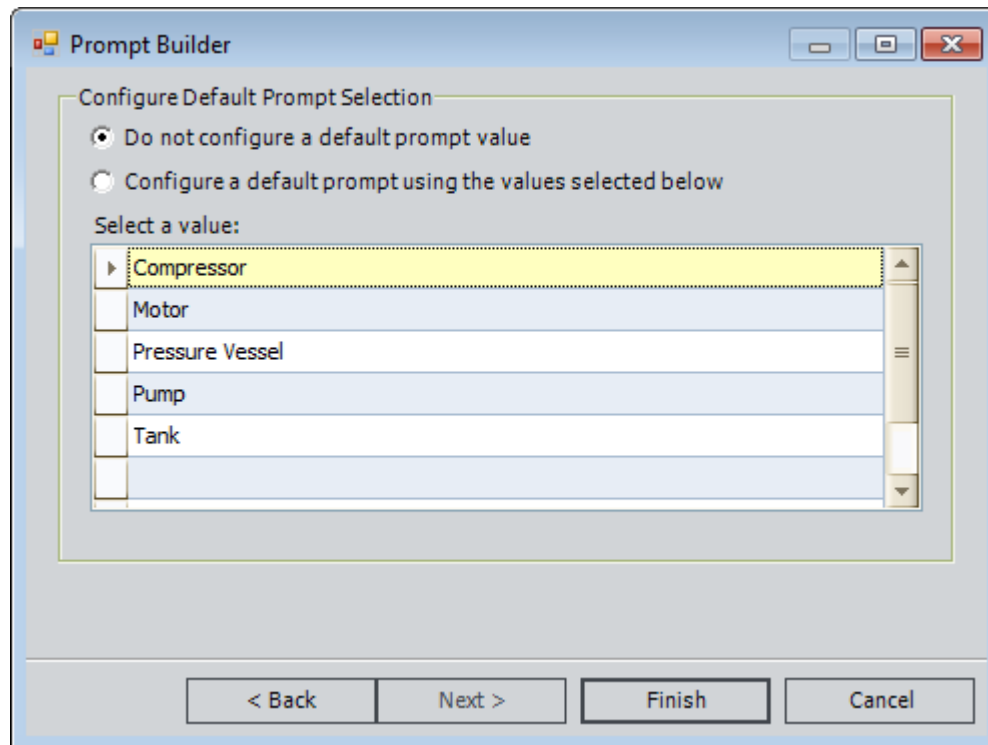 Prompt Builder
Configure Default Prompt Selection
Do not configure a default prompt value
Configure a default prompt using the values selected below
Select a value:
Compressor
Motor
Pressure Vessel
Pump
Tank
< Back
Next >
Finish
Cancel